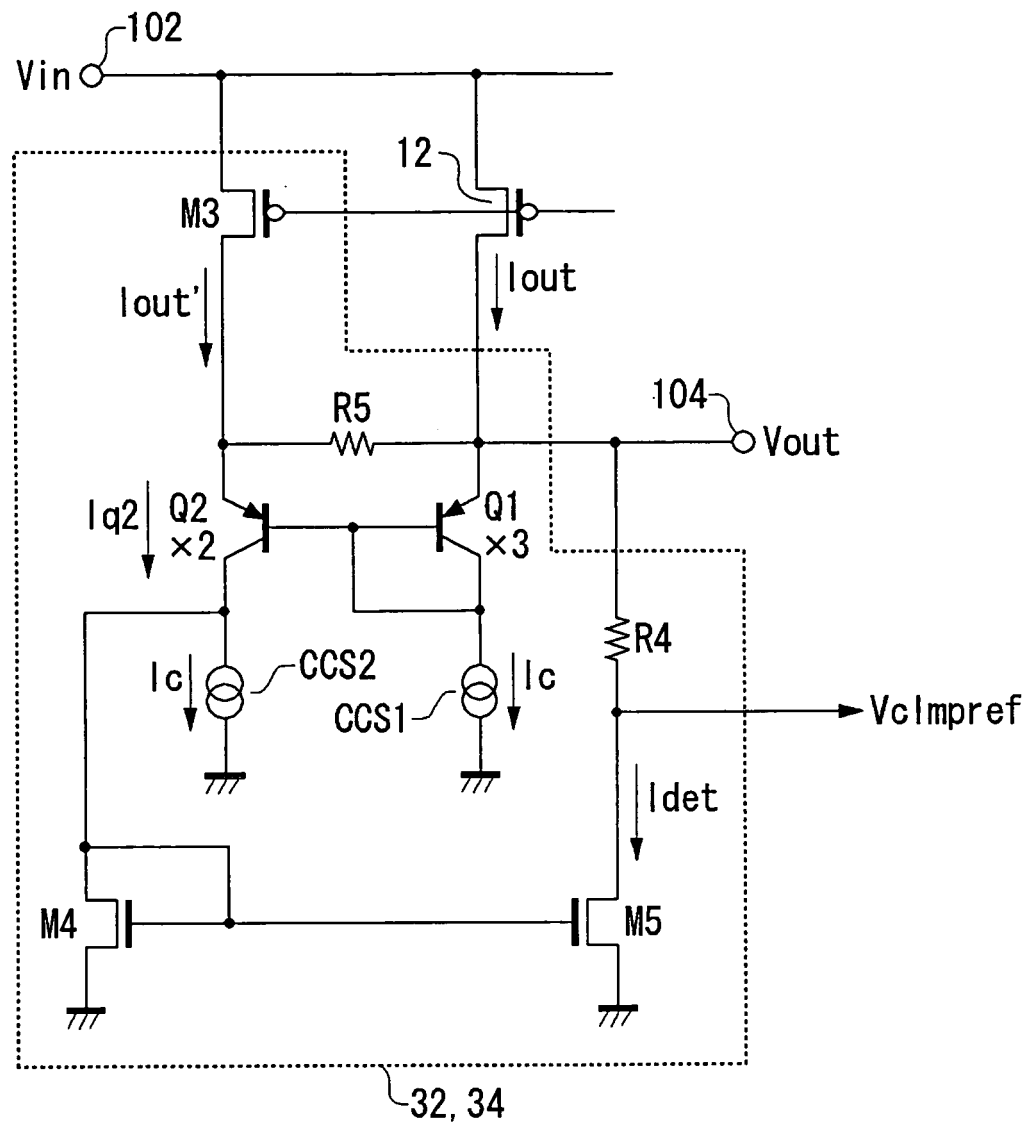 102
Vin
12
M3
Iout'
Iout
R5
104
Vout
Iq2
Q2
×2
Q1
×3
R4
Ic
CCS2
CCS1
Ic
Vclmpref
Idet
M4
M5
32, 34